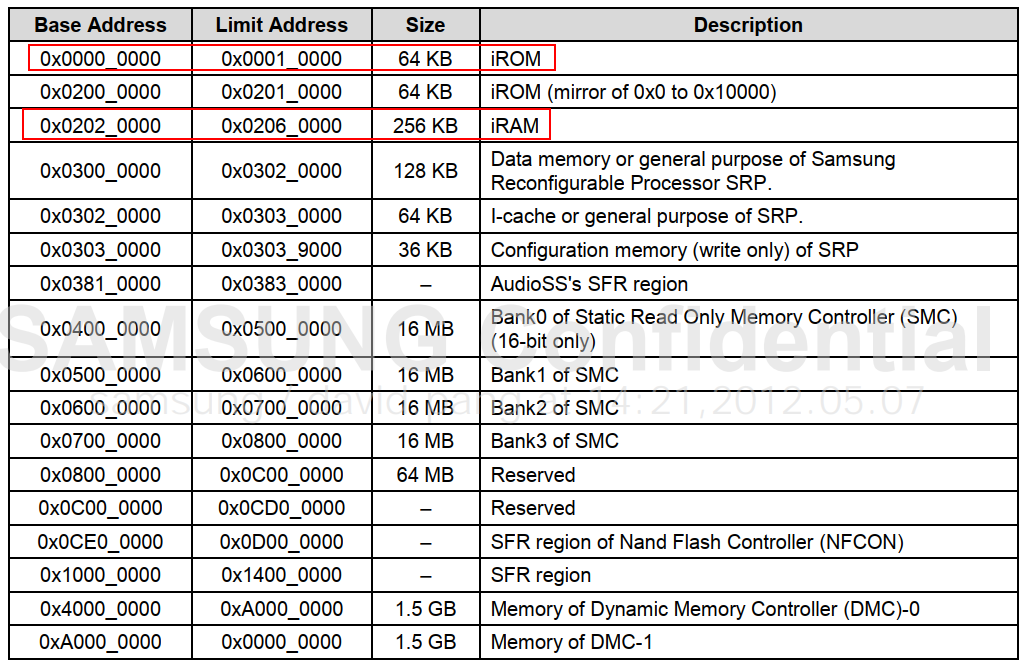 Base Address Limit Address Size Description
0x0000_0000 0x0001_0000 64 KB iROM
0x0200_0000 0x0201_0000 64 KB iROM (mirror of 0x0 to 0x10000)
0x0202_0000 0x0206_0000 256 KB iRAM
0x0300_0000 0x0302_0000 128 KB Data memory or general purpose of Samsung
Reconfigurable Processor SRP.
0x0302_0000 0x0303_0000 64 KB I-cache or general purpose of SRP.
0x0303_0000 0x0303_9000 36 KB Configuration memory (write only) of SRP
0x0381_0000 0x0383_0000 – AudioSS's SFR region
0x0400_0000 0x0500_0000 16 MB Bank0 of Static Read Only Memory Controller (SMC)
(16-bit only)
SAMSUNG Confidential
0x0500_0000 0x0600_0000 16 MB Bank1 of SMC
samsung / david.pang at 14:21,2012.05.07
0x0600_0000 0x0700_0000 16 MB Bank2 of SMC
0x0700_0000 0x0800_0000 16 MB Bank3 of SMC
0x0800_0000 0x0C00_0000 64 MB Reserved
0x0C00_0000 0x0CD0_0000 – Reserved
0x0CE0_0000 0x0D00_0000 – SFR region of Nand Flash Controller (NFCON)
0x1000_0000 0x1400_0000 – SFR region
0x4000_0000 0xA000_0000 1.5 GB Memory of Dynamic Memory Controller (DMC)-0
0xA000_0000 0x0000_0000 1.5 GB Memory of DMC-1